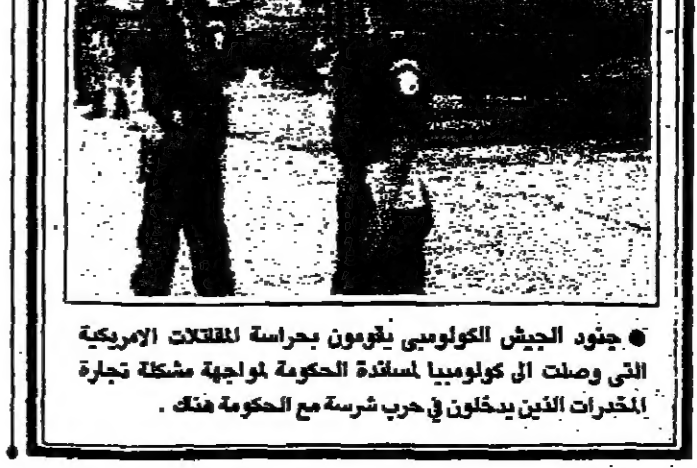 ● جنود الجيش الكولومبى يقومون بحراسة المقاتلات الامريكية
التى وصلت الى كولومبيا لمساندة الحكومة لمواجهة مشكلة تجارة
المخدرات الذين يدخلون في حرب شرسة مع الحكومة هناك .